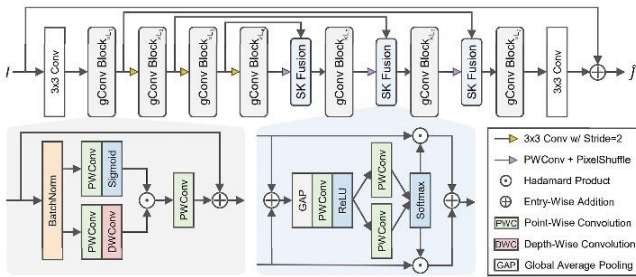 I
3x3 Conv
gConv Block
gConv Block
gConv Block
gConv Block
SK Fusion
gConv Block
SK Fusion
gConv Block
SK Fusion
gConv Block
3x3 Conv
Ĵ
BatchNorm
PWConv
Sigmoid
PWConv
DWConv
PWConv
GAP
PWConv
ReLU
PWConv
PWConv
Softmax
3x3 Conv w/ Stride=2
PWConv + PixelShuffle
Hadamard Product
Entry-Wise Addition
PWC Point-Wise Convolution
DWC Depth-Wise Convolution
GAP Global Average Pooling